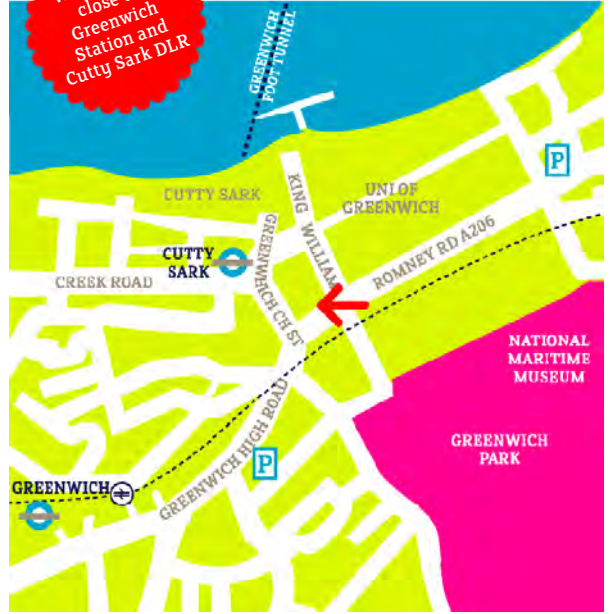 close
Greenwich
Station and
Cutty Sark DLR
GREENWICH
FOOT TUNNEL
P
CUTTY SARK
KING WILLIAM
UNI OF
GREENWICH
GREENWICH CH ST
CUTTY
SARK
ROMNEY RD A206
CREEK ROAD
NATIONAL
MARITIME
MUSEUM
GREENWICH
PARK
GREENWICH HIGH ROAD
P
GREENWICH